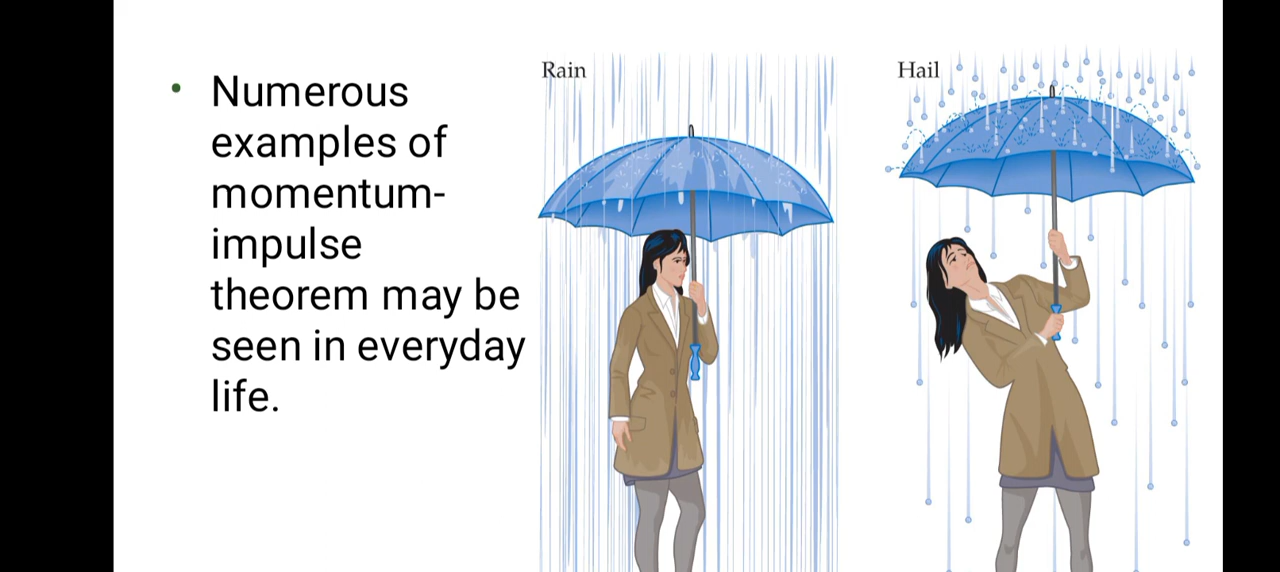 • Numerous
examples of
momentum-
impulse
theorem may be
seen in everyday
life.
Rain
Hail